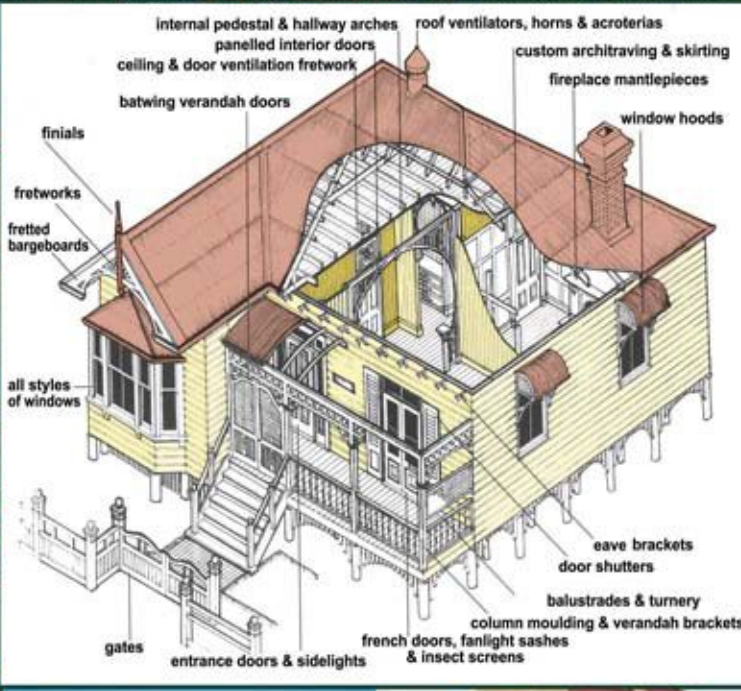 internal pedestal & hallway arches
roof ventilators, horns & acroterias
panelled interior doors
custom architraving & skirting
ceiling & door ventilation fretwork
fireplace mantlepieces
batwing verandah doors
window hoods
finials
fretworks
fretted
bargeboards
all styles
of windows
eave brackets
door shutters
balustrades & turnery
column moulding & verandah brackets
french doors, fanlight sashes
& insect screens
gates
entrance doors & sidelights